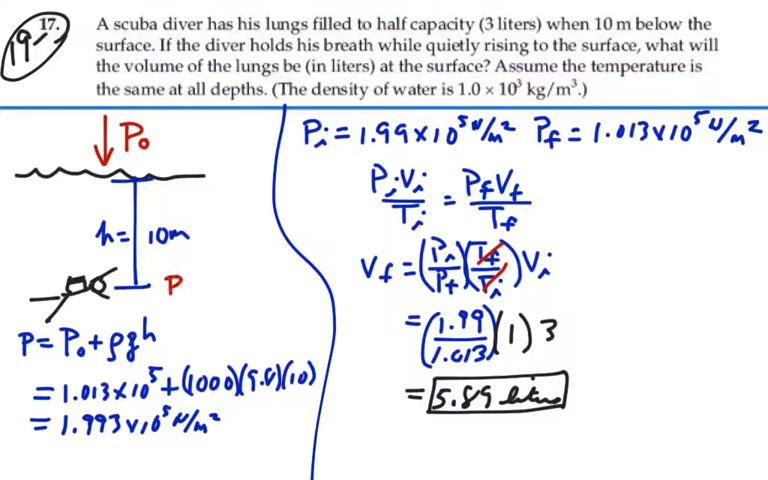 19 17. A scuba diver has his lungs filled to half capacity (3 liters) when 10 m below the
surface. If the diver holds his breath while quietly rising to the surface, what will
the volume of the lungs be (in liters) at the surface? Assume the temperature is
the same at all depths. (The density of water is 1.0 × 10³ kg/m³.)
P₀
h = 10m
P
P = P₀ + ρgh
= 1.013×10⁵ + (1000)(9.8)(10)
= 1.993×10⁵ N/m²
Pᵢ = 1.99×10⁵ N/m² P_f = 1.013×10⁵ N/m²
PᵢVᵢ/Tᵢ = P_fV_f/T_f
V_f = (Pᵢ/P_f)(T_f/Tᵢ)Vᵢ
= (1.99/1.013)(1) 3
= 5.89 liters